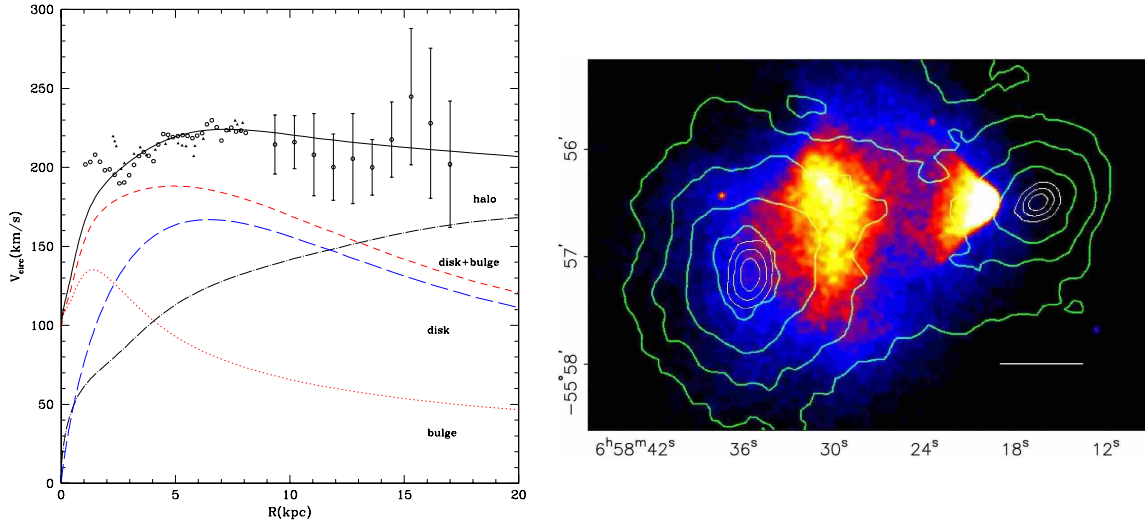 300
250
200
150
100
50
0
V_circ(km/s)
halo
disk+bulge
disk
bulge
0 5 10 15 20
R(kpc)
56′
57′
−55°58′
6ʰ58ᵐ42ˢ 36ˢ 30ˢ 24ˢ 18ˢ 12ˢ